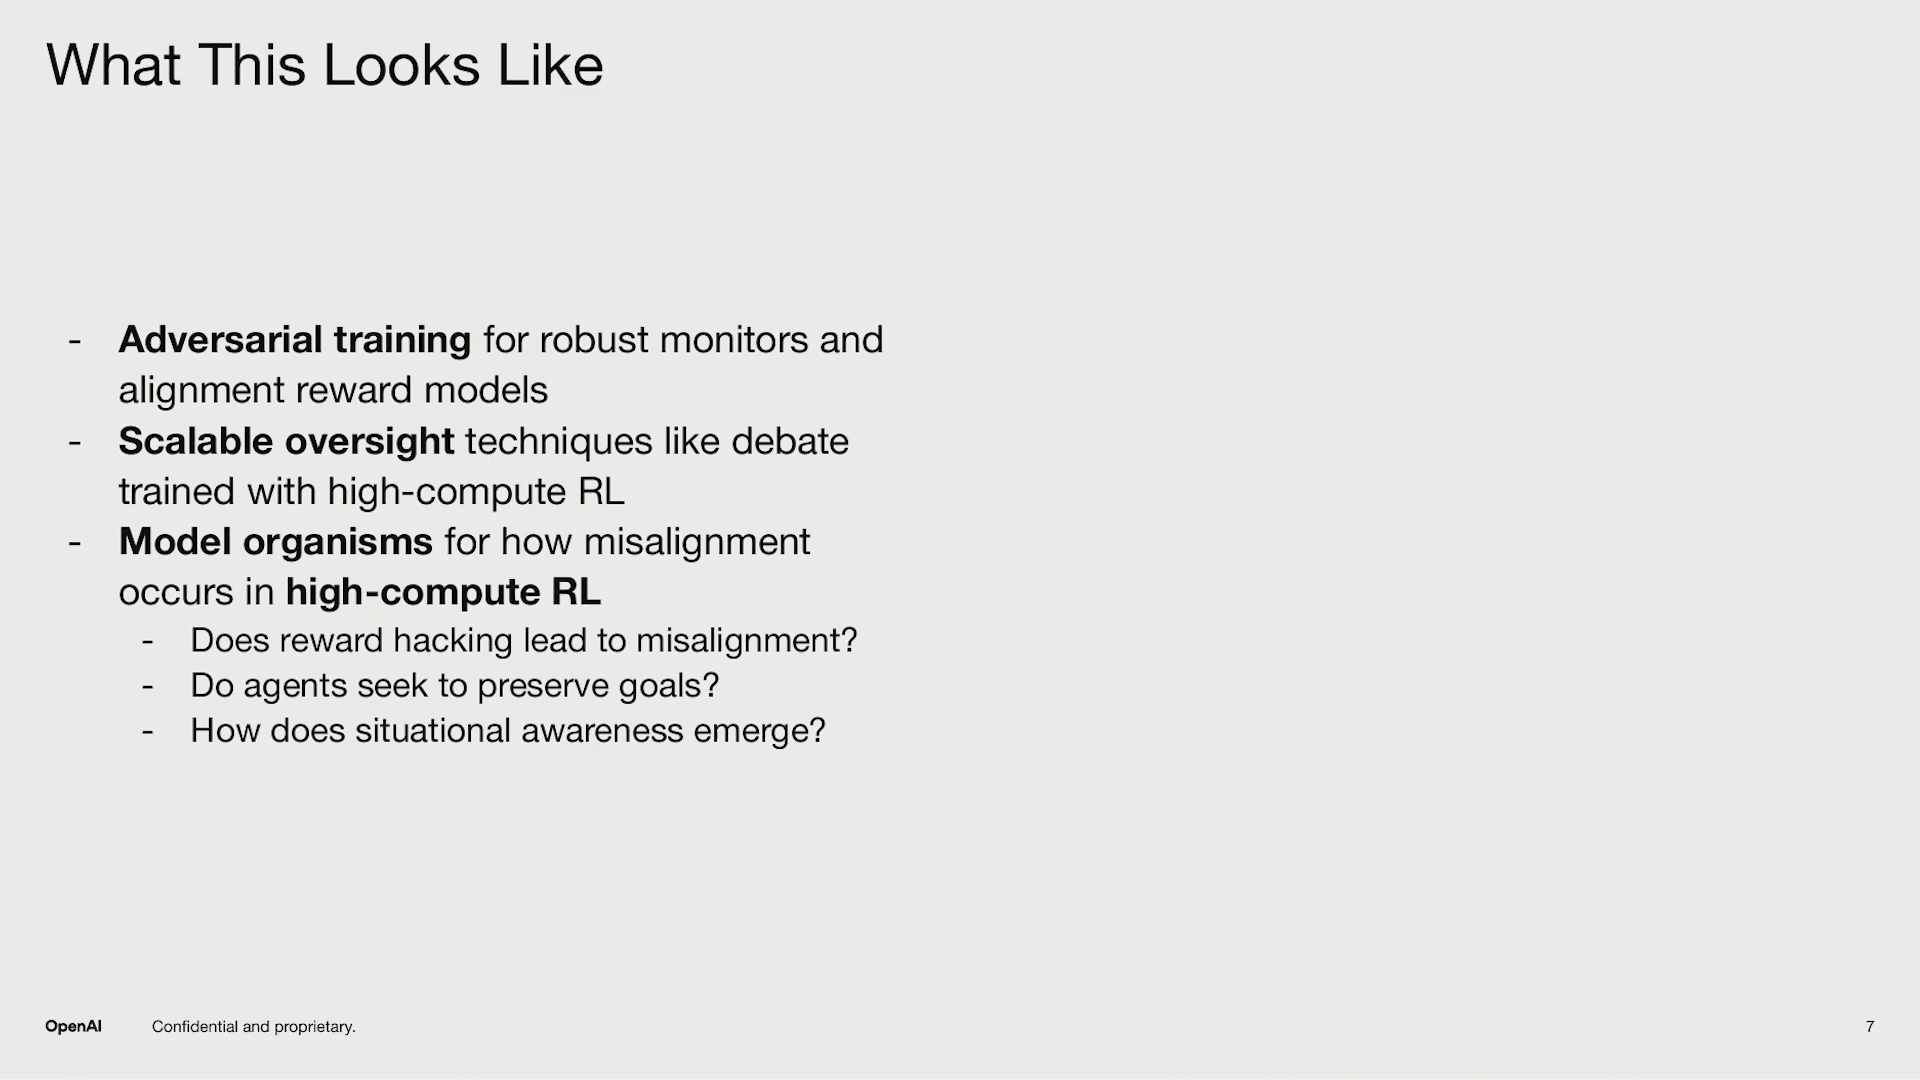 What This Looks Like
- Adversarial training for robust monitors and
alignment reward models
- Scalable oversight techniques like debate
trained with high-compute RL
- Model organisms for how misalignment
occurs in high-compute RL
- Does reward hacking lead to misalignment?
- Do agents seek to preserve goals?
- How does situational awareness emerge?
OpenAI Confidential and proprietary. 7